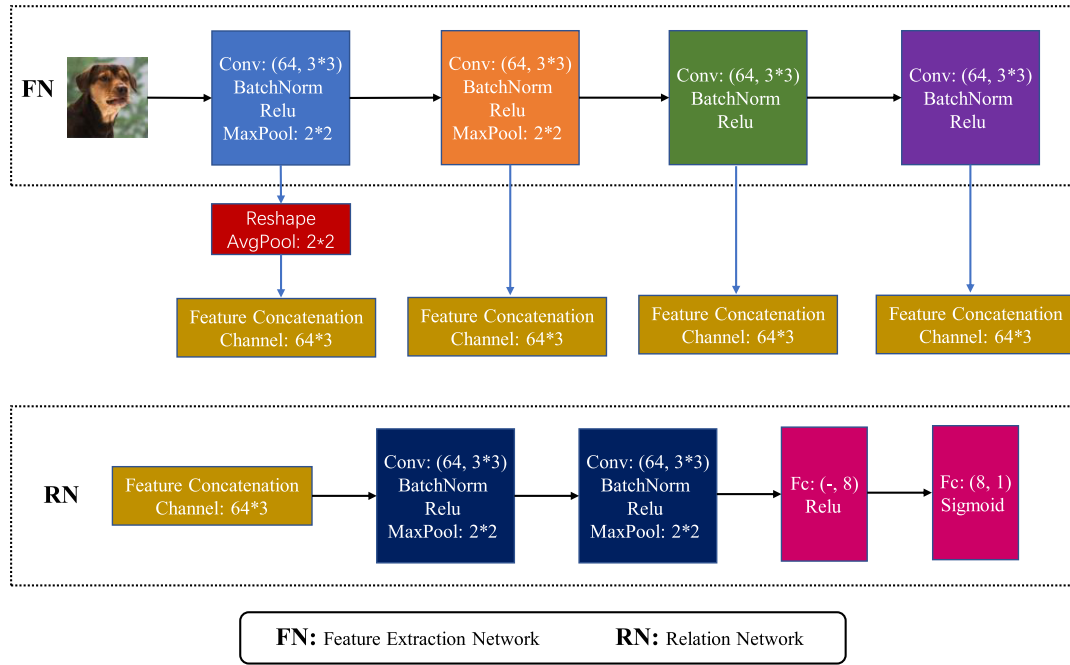 FN
Conv: (64, 3*3)
BatchNorm
Relu
MaxPool: 2*2
Conv: (64, 3*3)
BatchNorm
Relu
MaxPool: 2*2
Conv: (64, 3*3)
BatchNorm
Relu
Conv: (64, 3*3)
BatchNorm
Relu
Reshape
AvgPool: 2*2
Feature Concatenation
Channel: 64*3
Feature Concatenation
Channel: 64*3
Feature Concatenation
Channel: 64*3
Feature Concatenation
Channel: 64*3
RN
Feature Concatenation
Channel: 64*3
Conv: (64, 3*3)
BatchNorm
Relu
MaxPool: 2*2
Conv: (64, 3*3)
BatchNorm
Relu
MaxPool: 2*2
Fc: (-, 8)
Relu
Fc: (8, 1)
Sigmoid
FN: Feature Extraction Network RN: Relation Network